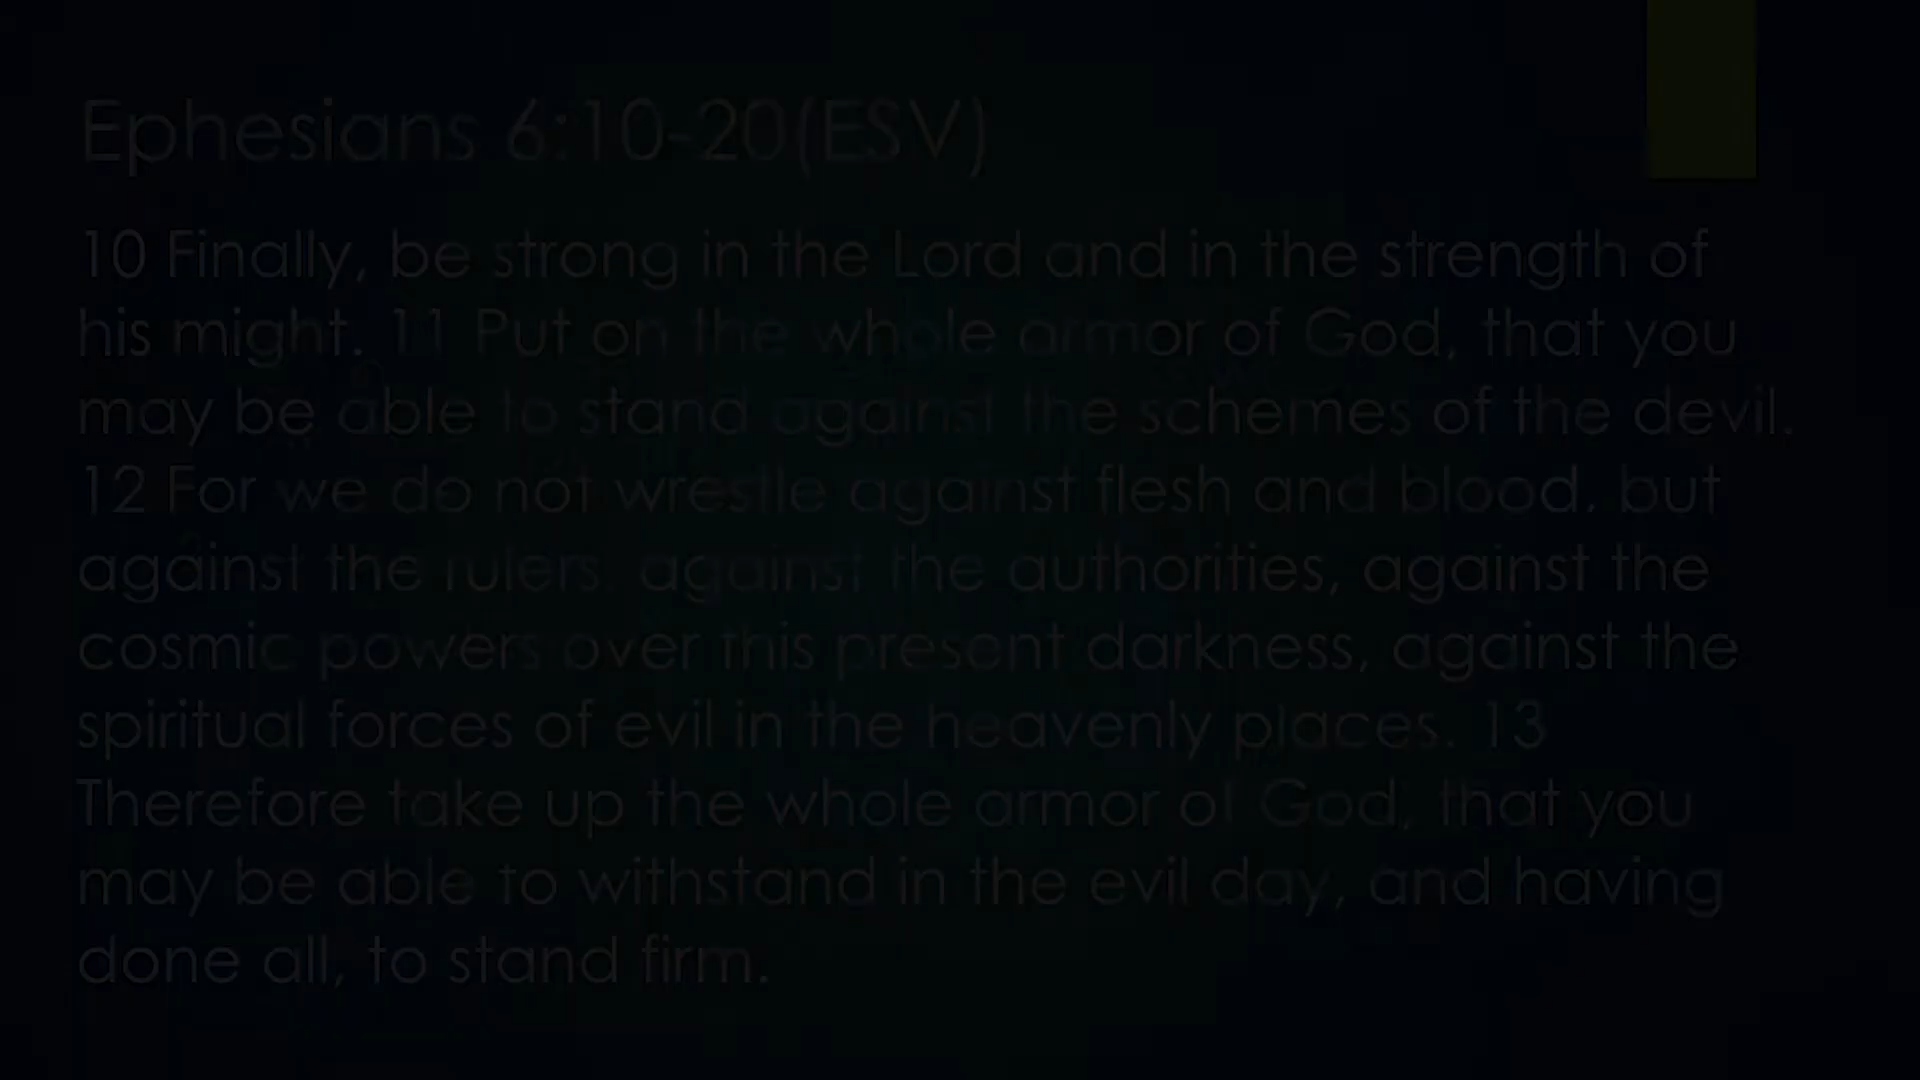 Ephesians 6:10-20(ESV)
10 Finally, be strong in the Lord and in the strength of
his might. 11 Put on the whole armor of God, that you
may be able to stand against the schemes of the devil.
12 For we do not wrestle against flesh and blood, but
against the rulers, against the authorities, against the
cosmic powers over this present darkness, against the
spiritual forces of evil in the heavenly places. 13
Therefore take up the whole armor of God, that you
may be able to withstand in the evil day, and having
done all, to stand firm.